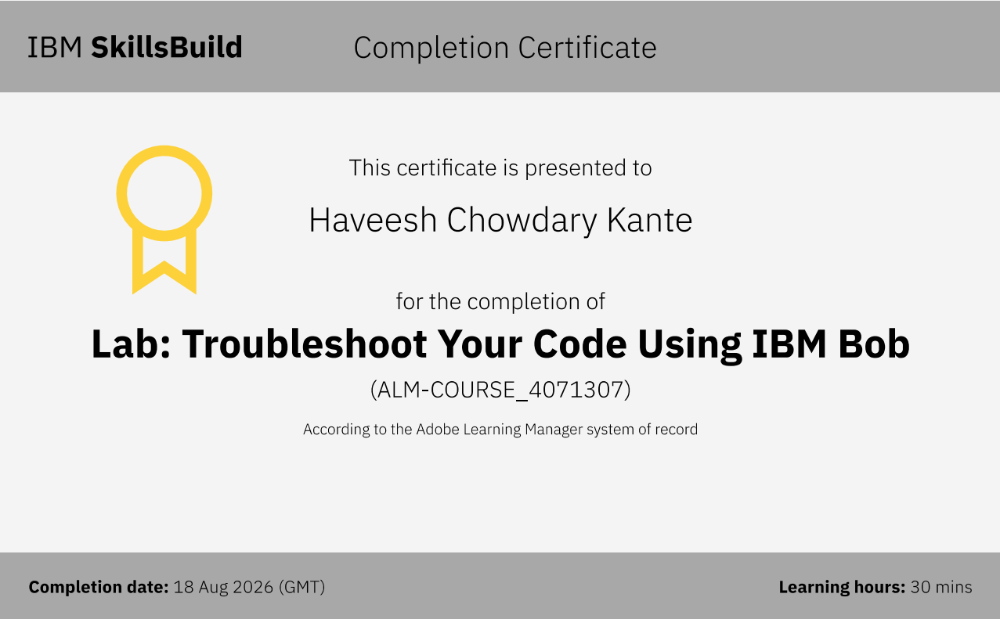 IBM SkillsBuild
Completion Certificate
This certificate is presented to
Haveesh Chowdary Kante
for the completion of
Lab: Troubleshoot Your Code Using IBM Bob
(ALM-COURSE_4071307)
According to the Adobe Learning Manager system of record
Completion date: 18 Aug 2026 (GMT)
Learning hours: 30 mins